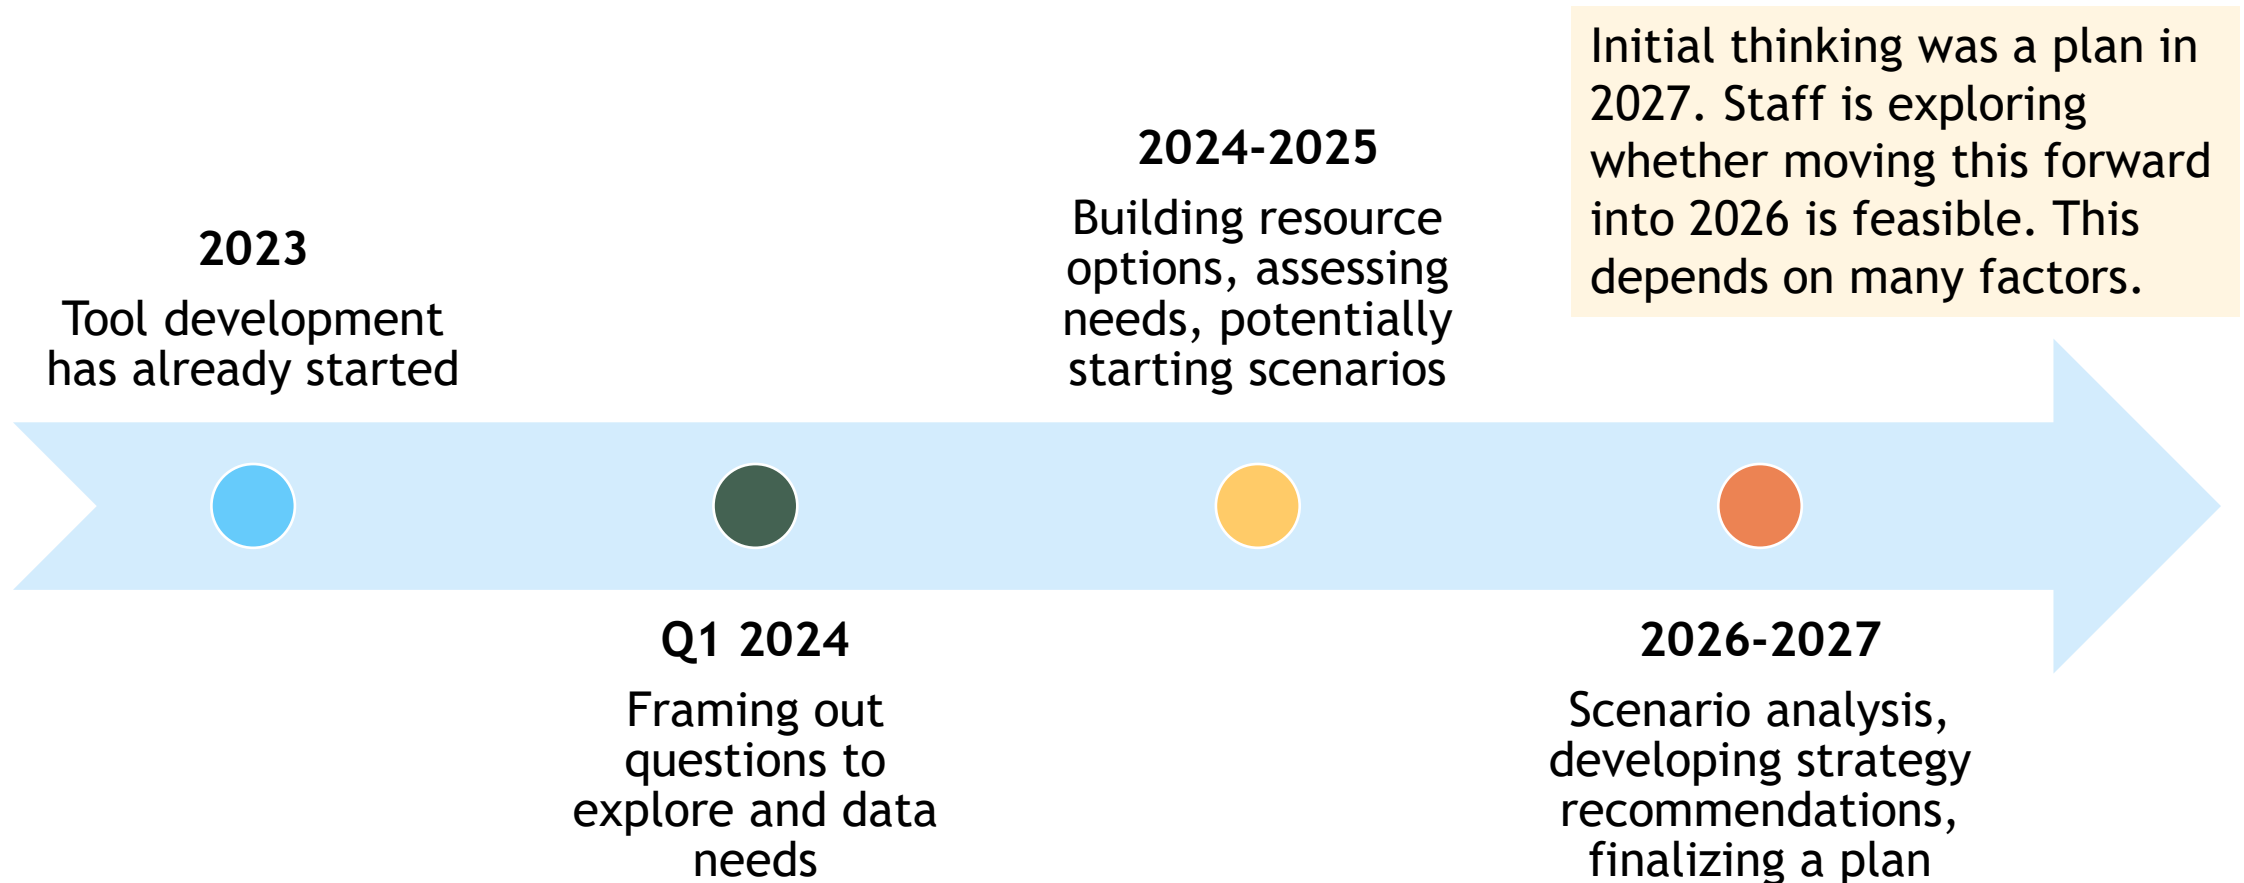 2023
Tool development
has already started
Q1 2024
Framing out
questions to
explore and data
needs
2024-2025
Building resource
options, assessing
needs, potentially
starting scenarios
Initial thinking was a plan in
2027. Staff is exploring
whether moving this forward
into 2026 is feasible. This
depends on many factors.
2026-2027
Scenario analysis,
developing strategy
recommendations,
finalizing a plan